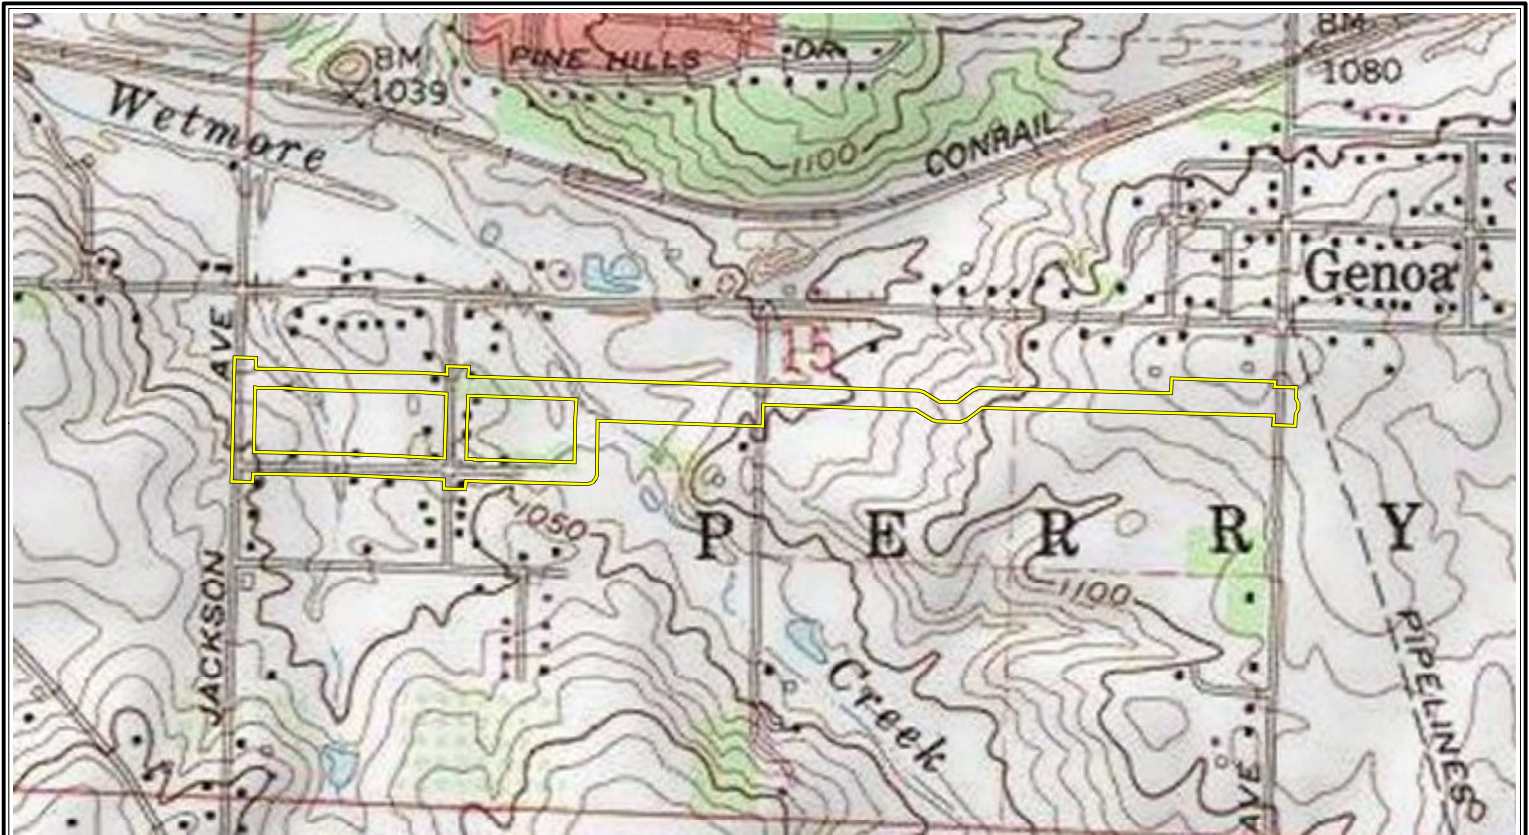 BM
1039
PINE HILLS
DR
BM
1080
Wetmore
1100
CONRAIL
Genoa
AVE
15
1050
P E R R Y
1100
JACKSON
Creek
PIPELINES
AVE